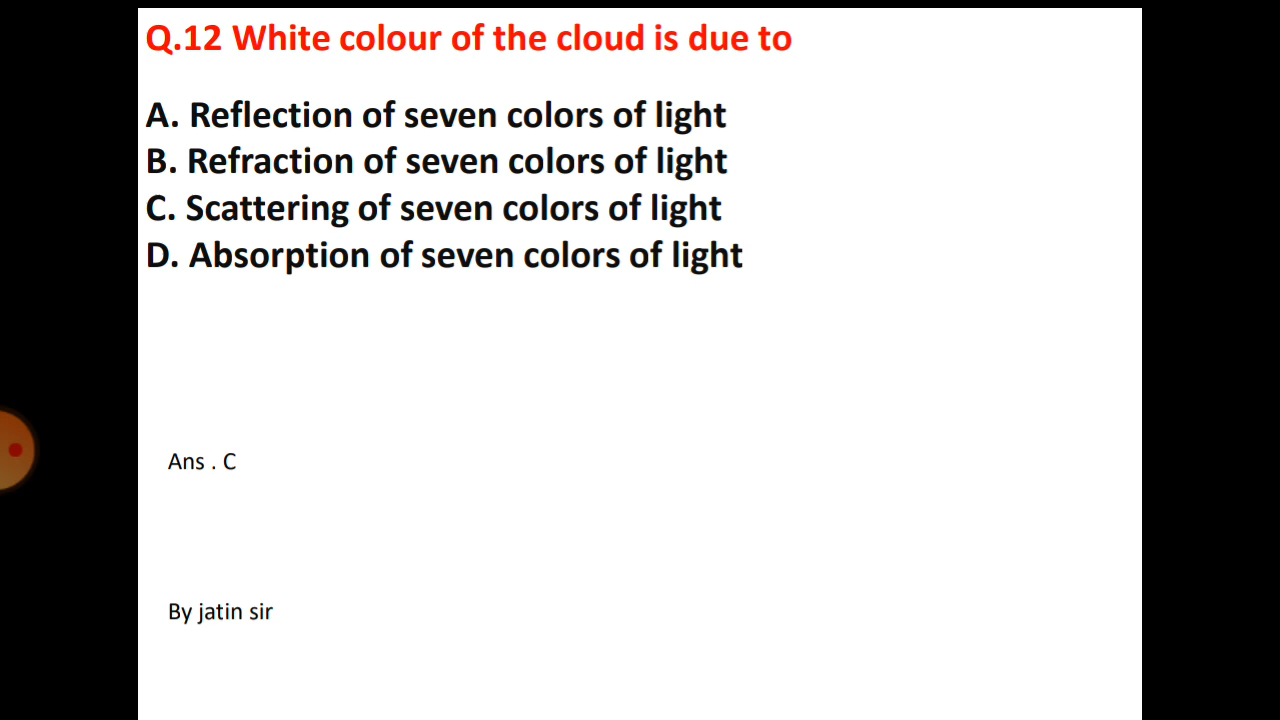 Q.12 White colour of the cloud is due to
A. Reflection of seven colors of light
B. Refraction of seven colors of light
C. Scattering of seven colors of light
D. Absorption of seven colors of light
Ans . C
By jatin sir